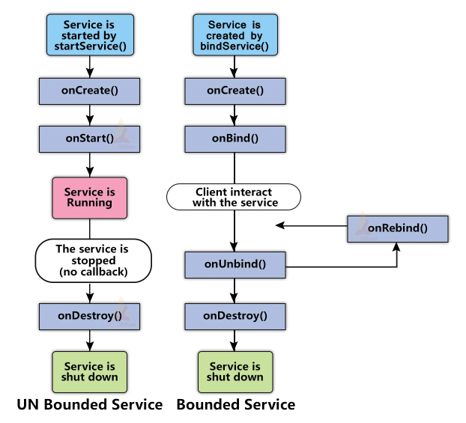 Service is
started by
startService()
onCreate()
onStart()
Service is
Running
The service is
stopped
(no callback)
onDestroy()
Service is
shut down
UN Bounded Service
Service is
created by
bindService()
onCreate()
onBind()
Client interact
with the service
onRebind()
onUnbind()
onDestroy()
Service is
shut down
Bounded Service